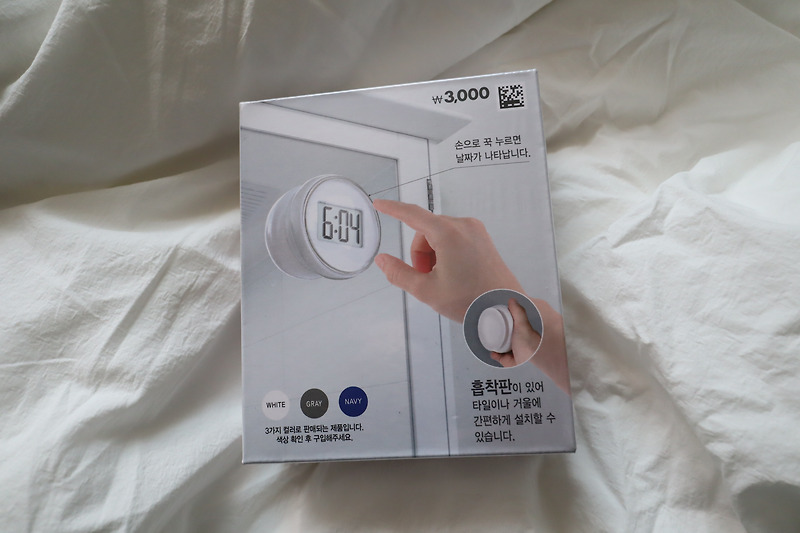 ₩3,000
손으로 꾹 누르면
날짜가 나타납니다.
6:04
흡착판이 있어
타일이나 거울에
간편하게 설치할 수
있습니다.
WHITE GRAY NAVY
3가지 컬러로 판매되는 제품입니다.
색상 확인 후 구입해주세요.